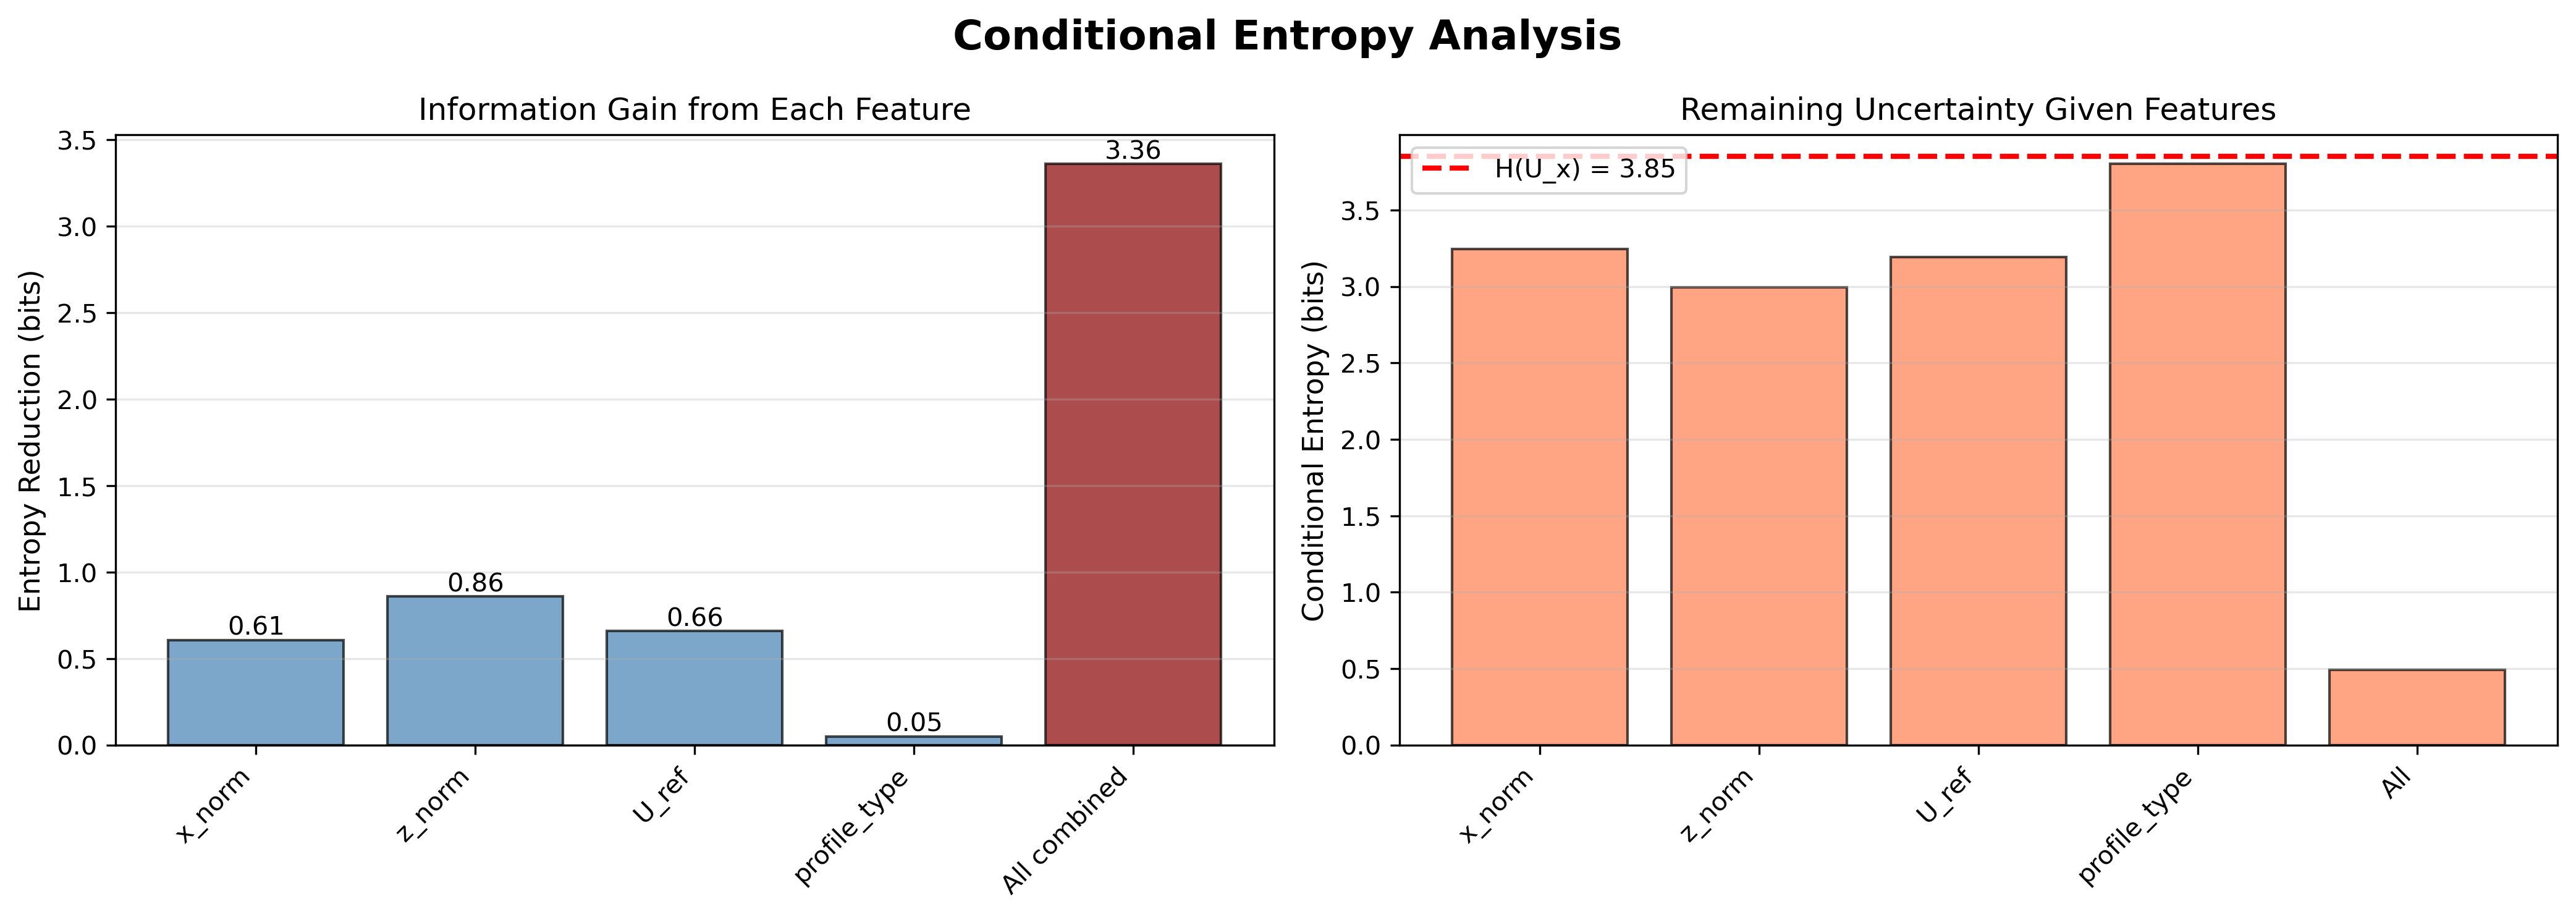 Conditional Entropy Analysis
Information Gain from Each Feature
Entropy Reduction (bits)
3.5
3.0
2.5
2.0
1.5
1.0
0.5
0.0
0.61
0.86
0.66
0.05
3.36
x_norm
z_norm
U_ref
profile_type
All combined
Remaining Uncertainty Given Features
Conditional Entropy (bits)
3.5
3.0
2.5
2.0
1.5
1.0
0.5
0.0
H(U_x) = 3.85
x_norm
z_norm
U_ref
profile_type
All